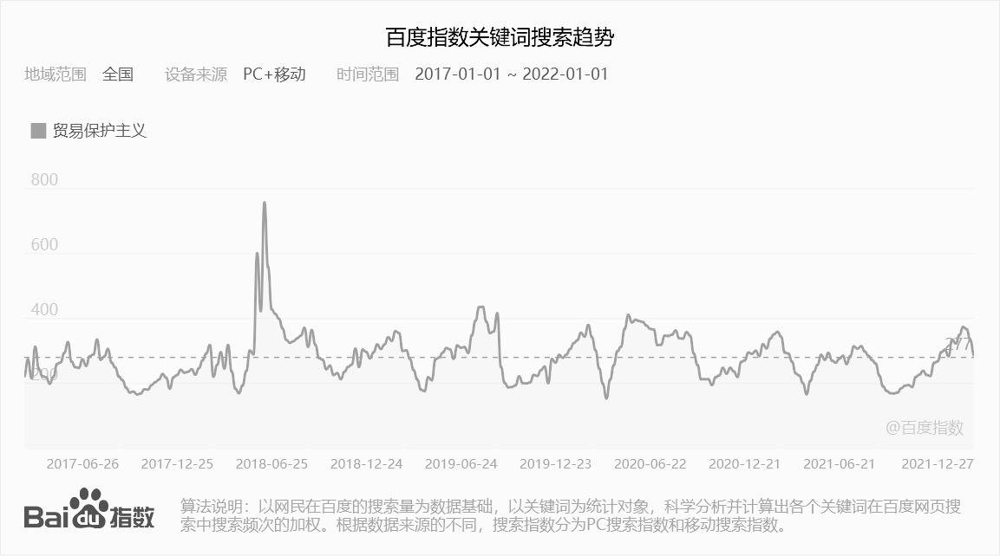 百度指数关键词搜索趋势
地域范围 全国 设备来源 PC+移动 时间范围 2017-01-01 ~ 2022-01-01
贸易保护主义
800
600
400
277
200
@百度指数
2017-06-26 2017-12-25 2018-06-25 2018-12-24 2019-06-24 2019-12-23 2020-06-22 2020-12-21 2021-06-21 2021-12-27
Baidu指数
算法说明：以网民在百度的搜索量为数据基础，以关键词为统计对象，科学分析并计算出各个关键词在百度网页搜
索中搜索频次的加权。根据数据来源的不同，搜索指数分为PC搜索指数和移动搜索指数。